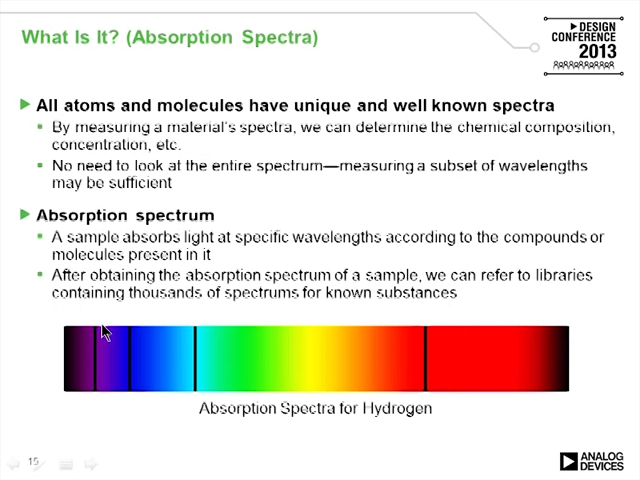 What Is It? (Absorption Spectra)
DESIGN
CONFERENCE
2013
All atoms and molecules have unique and well known spectra
By measuring a material's spectra, we can determine the chemical composition,
concentration, etc.
No need to look at the entire spectrum—measuring a subset of wavelengths
may be sufficient
Absorption spectrum
A sample absorbs light at specific wavelengths according to the compounds or
molecules present in it
After obtaining the absorption spectrum of a sample, we can refer to libraries
containing thousands of spectrums for known substances
Absorption Spectra for Hydrogen
15
ANALOG
DEVICES